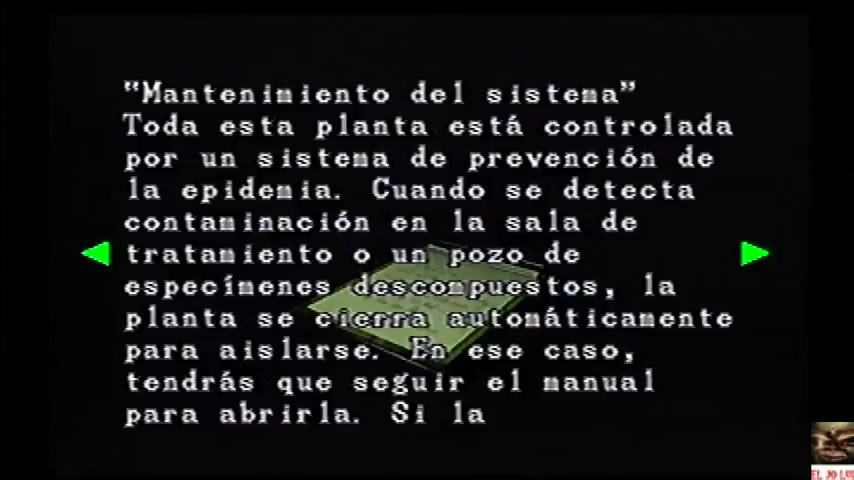 "Mantenimiento del sistema"
Toda esta planta está controlada
por un sistema de prevención de
la epidemia. Cuando se detecta
contaminación en la sala de
tratamiento o un pozo de
especímenes descompuestos, la
planta se cierra automáticamente
para aislarse. En ese caso,
tendrás que seguir el manual
para abrirla. Si la